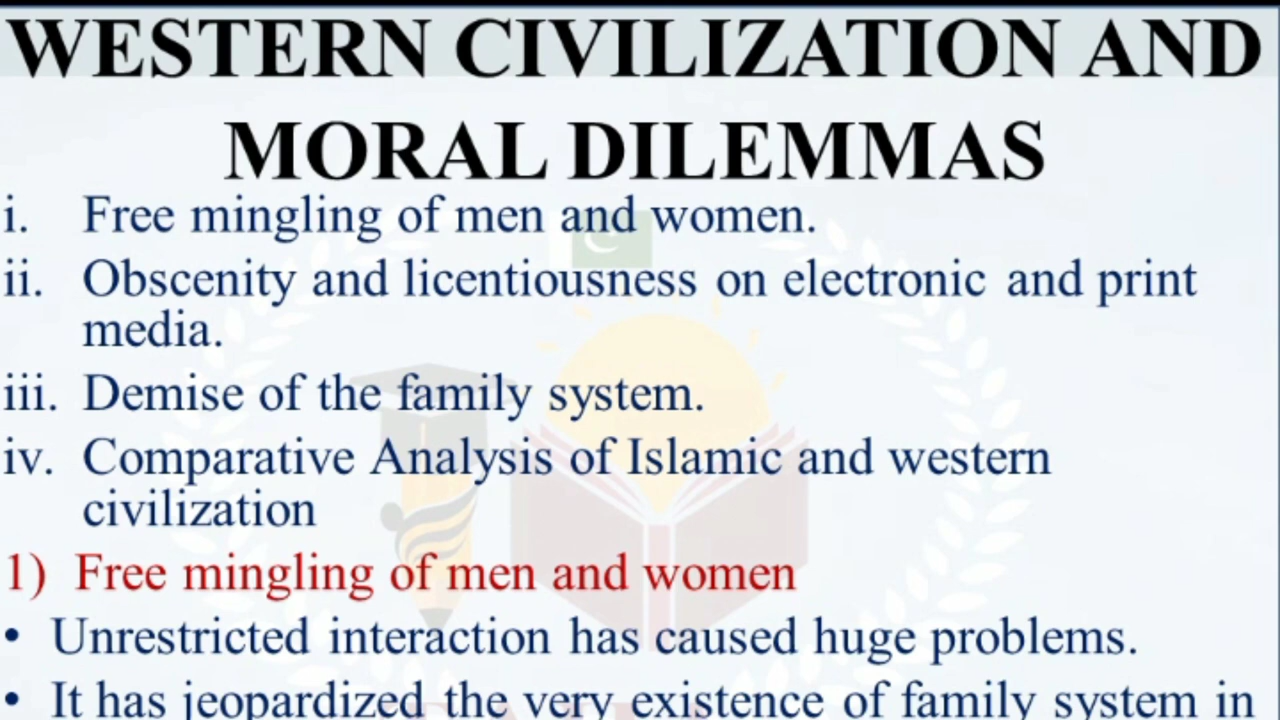 WESTERN CIVILIZATION AND
MORAL DILEMMAS
i. Free mingling of men and women.
ii. Obscenity and licentiousness on electronic and print
media.
iii. Demise of the family system.
iv. Comparative Analysis of Islamic and western
civilization
1) Free mingling of men and women
• Unrestricted interaction has caused huge problems.
• It has jeopardized the very existence of family system in